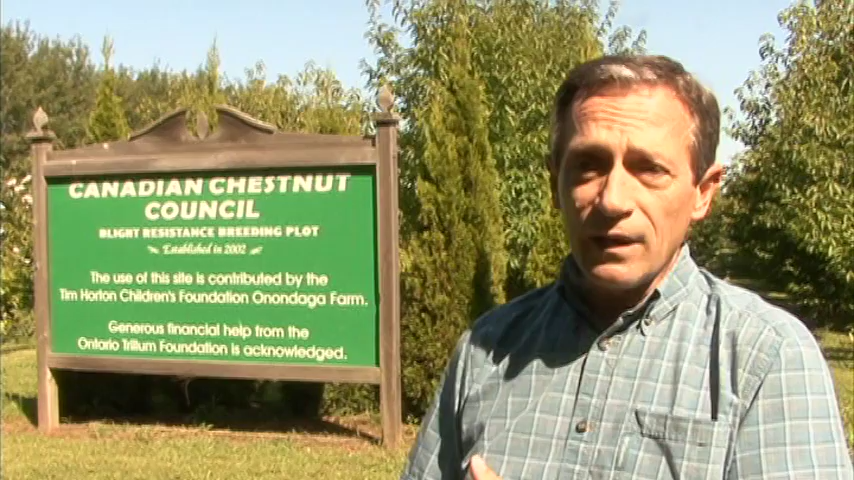 CANADIAN CHESTNUT
COUNCIL
BLIGHT RESISTANCE BREEDING PLOT
Established in 2002
The use of this site is contributed by the
Tim Horton Children's Foundation Onondaga Farm.
Generous financial help from the
Ontario Trillium Foundation is acknowledged.